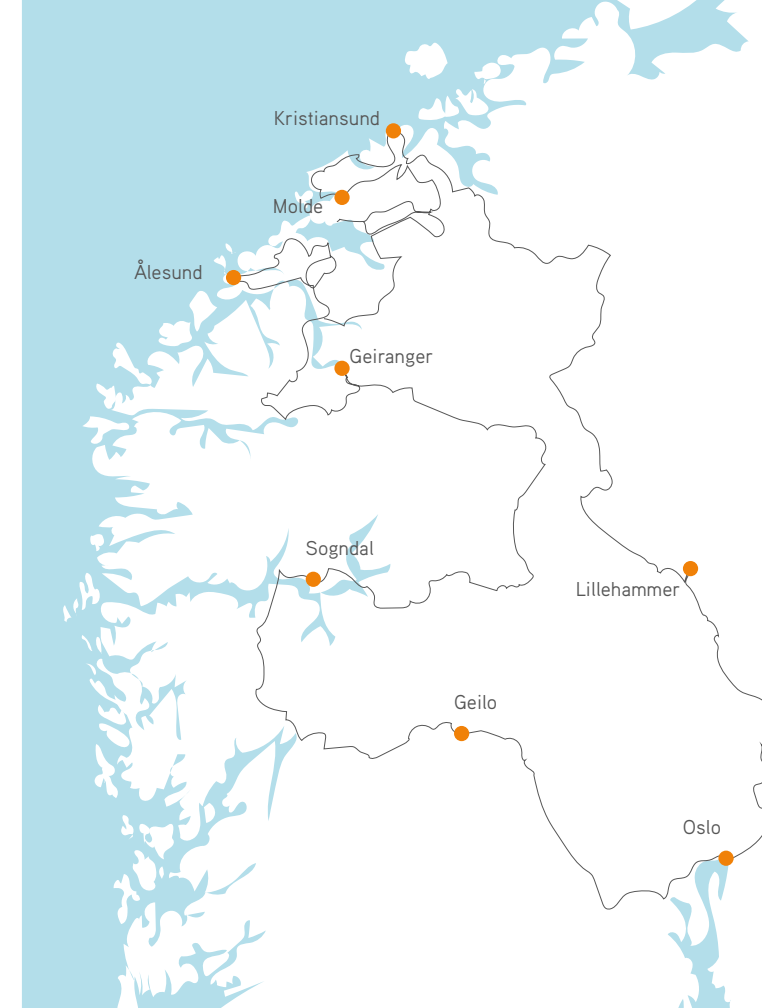 Kristiansund
Molde
Ålesund
Geiranger
Sogndal
Lillehammer
Geilo
Oslo